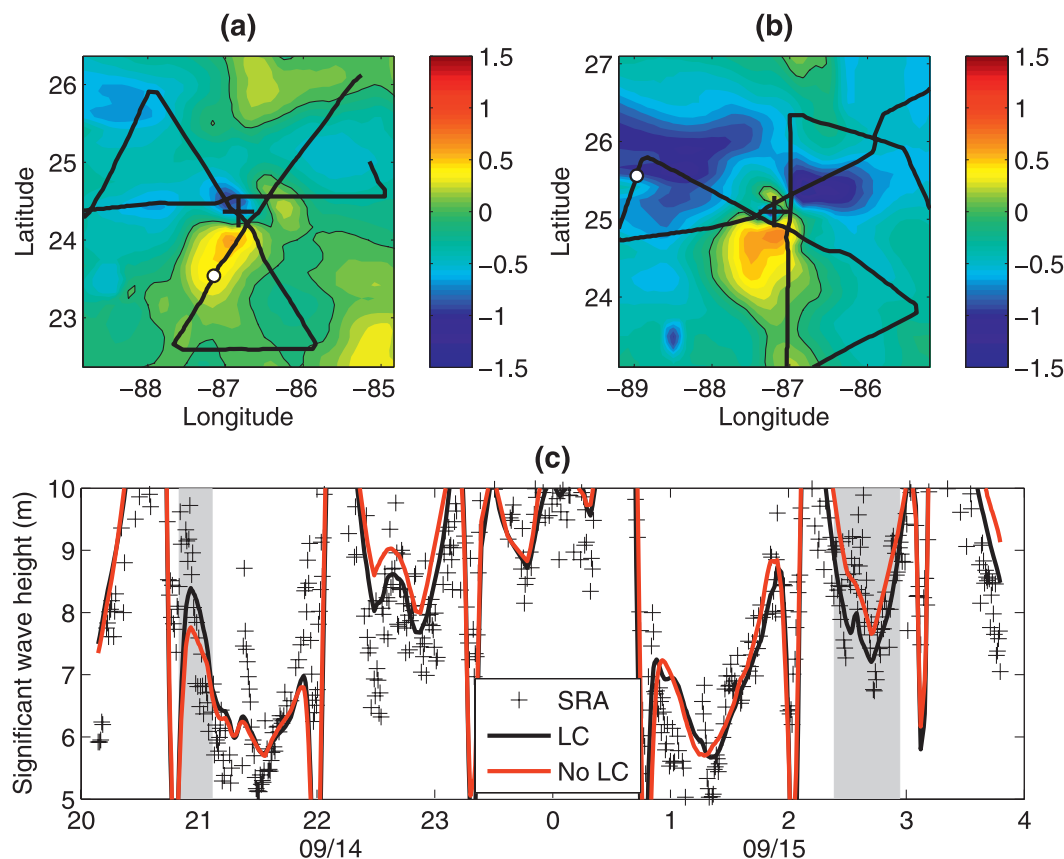 (a)
(b)
26
25
24
23
Latitude
−88 −87 −86 −85
Longitude
1.5
1
0.5
0
−0.5
−1
−1.5
27
26
25
24
Latitude
−89 −88 −87 −86
Longitude
1.5
1
0.5
0
−0.5
−1
−1.5
(c)
Significant wave height (m)
10
9
8
7
6
5
SRA
LC
No LC
20 21 22 23 0 1 2 3 4
09/14 09/15